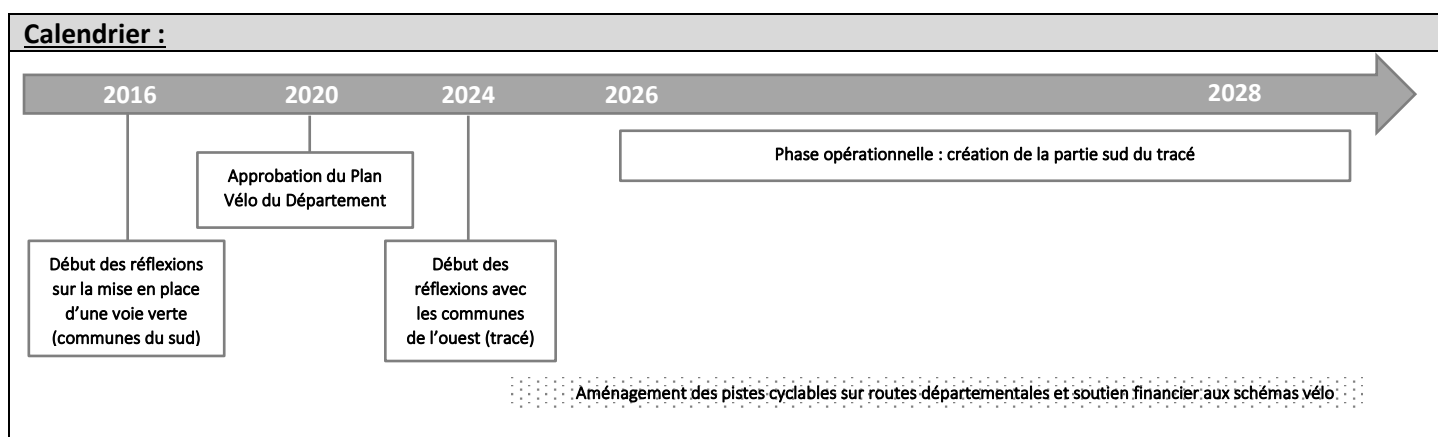 Calendrier :
2016 2020 2024 2026 2028
Phase opérationnelle : création de la partie sud du tracé
Approbation du Plan
Vélo du Département
Début des réflexions
sur la mise en place
d’une voie verte
(communes du sud)
Début des
réflexions avec
les communes
de l’ouest (tracé)
Aménagement des pistes cyclables sur routes départementales et soutien financier aux schémas vélo